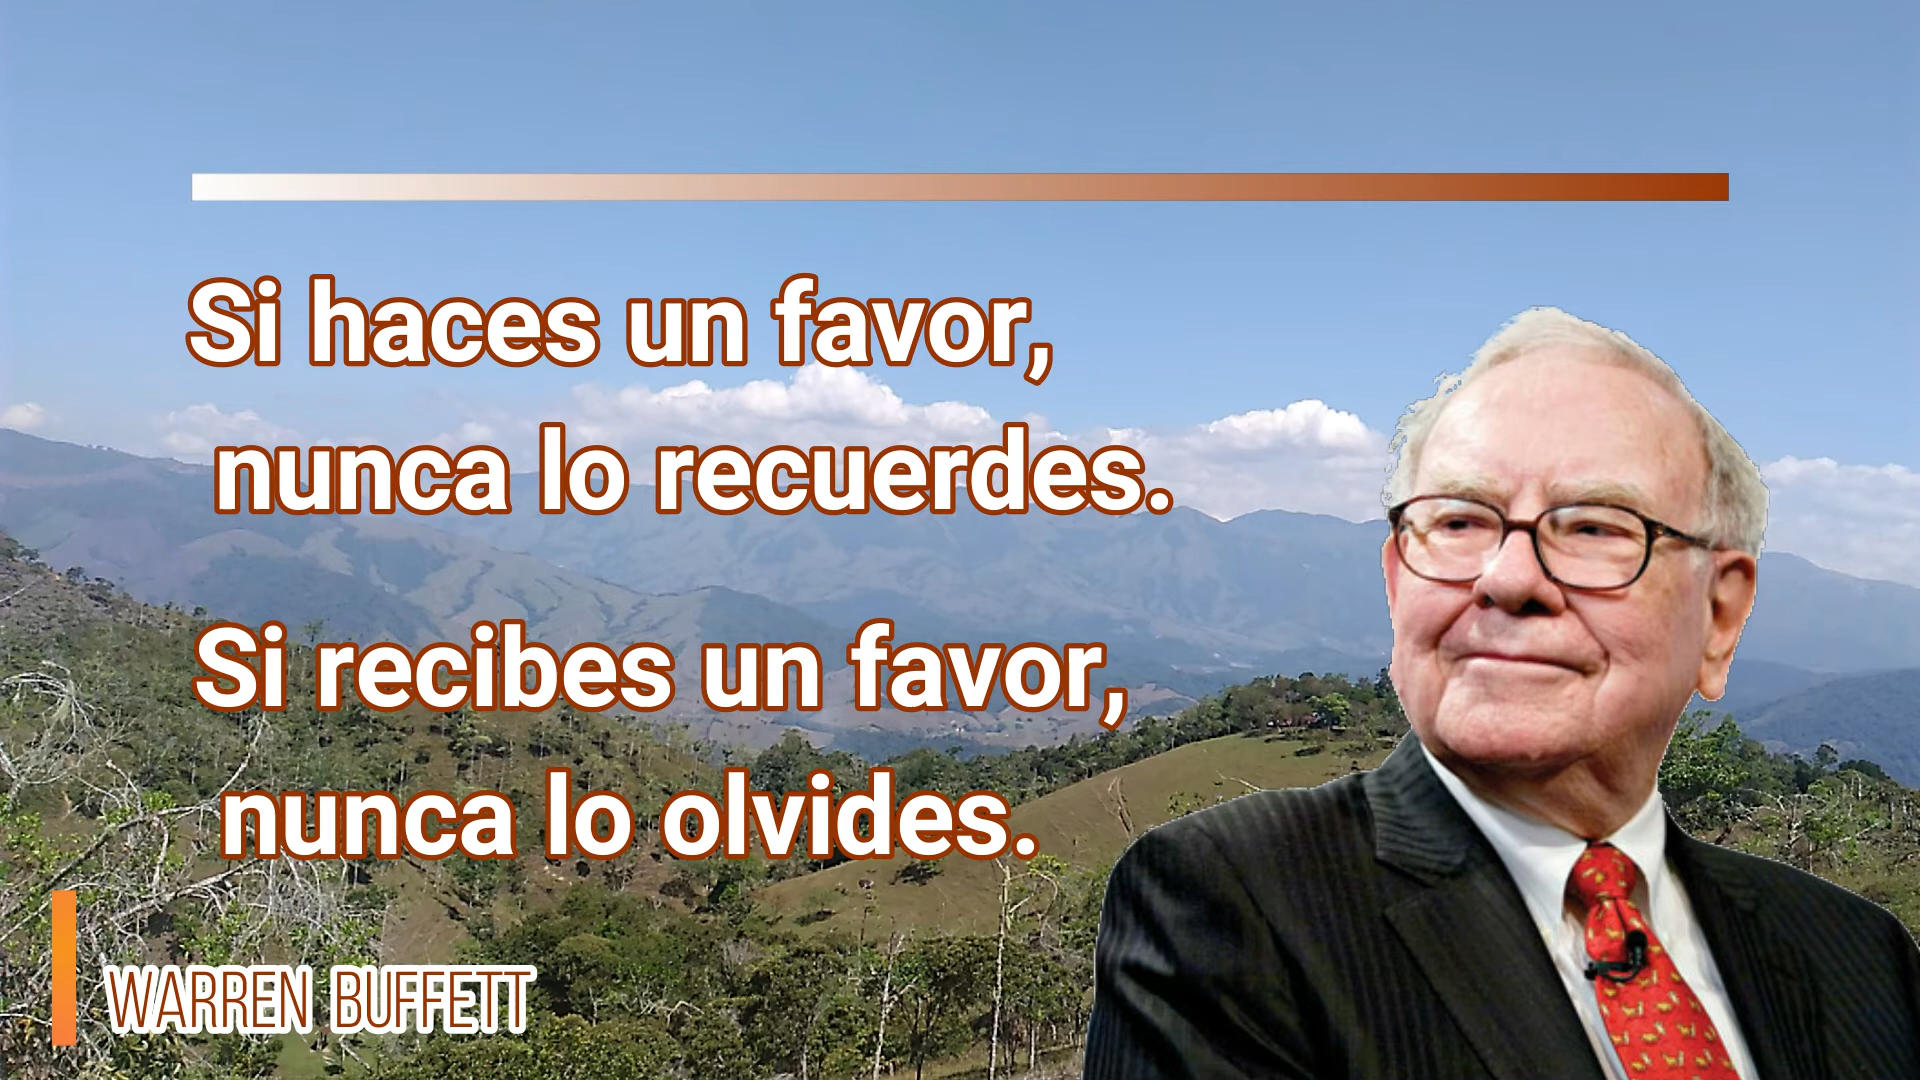 Si haces un favor,
nunca lo recuerdes.
Si recibes un favor,
nunca lo olvides.
WARREN BUFFETT